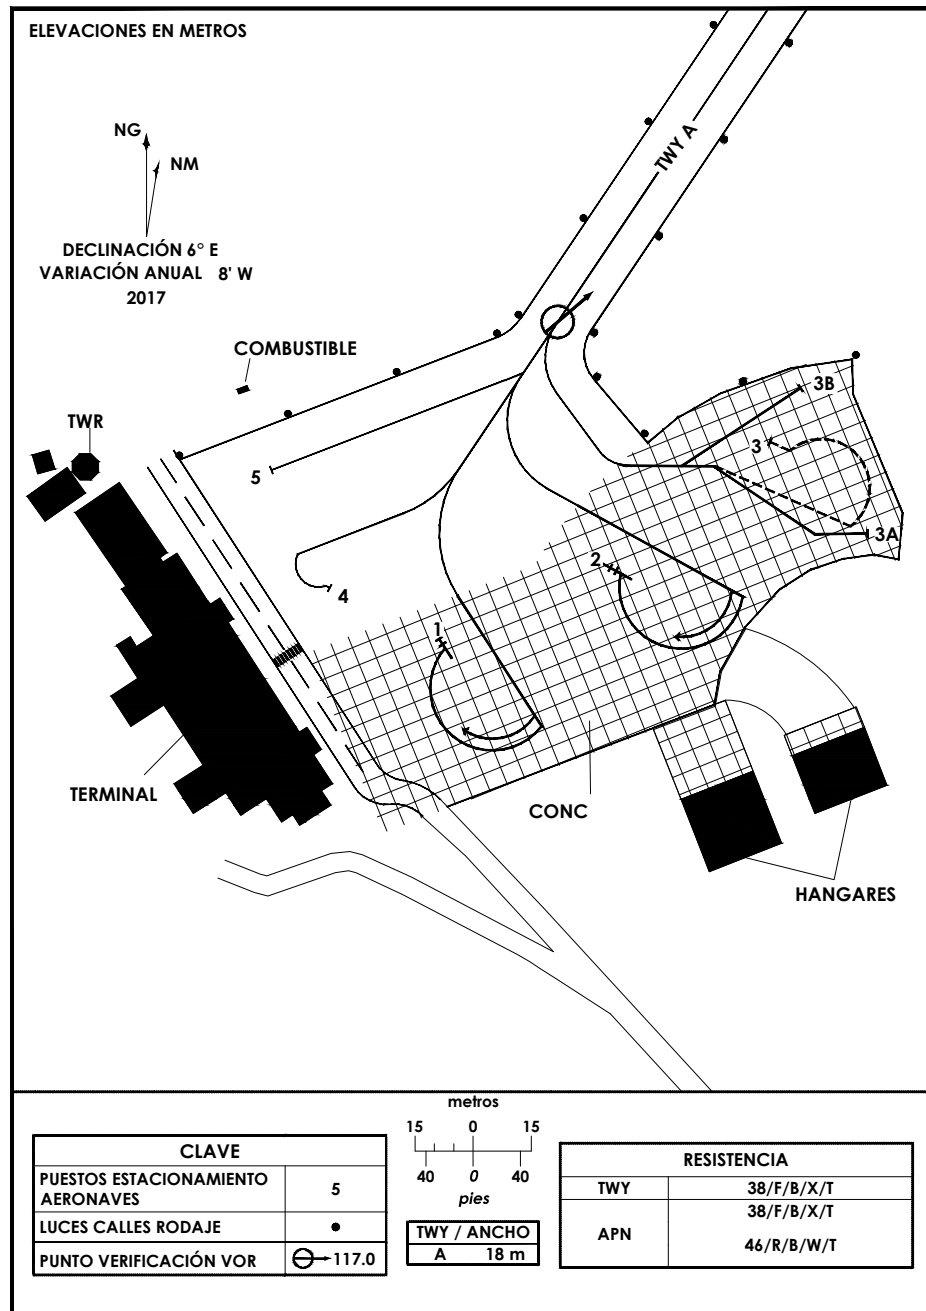 ELEVACIONES EN METROS
NG
NM
DECLINACIÓN 6° E
VARIACIÓN ANUAL 8' W
2017
TWY A
COMBUSTIBLE
TWR
3B
3
3A
5
4
2
1
TERMINAL
CONC
HANGARES
CLAVE
PUESTOS ESTACIONAMIENTO
AERONAVES
5
LUCES CALLES RODAJE
PUNTO VERIFICACIÓN VOR
117.0
metros
15 0 15
40 0 40
pies
TWY / ANCHO
A 18 m
RESISTENCIA
TWY 38/F/B/X/T
APN
38/F/B/X/T
46/R/B/W/T